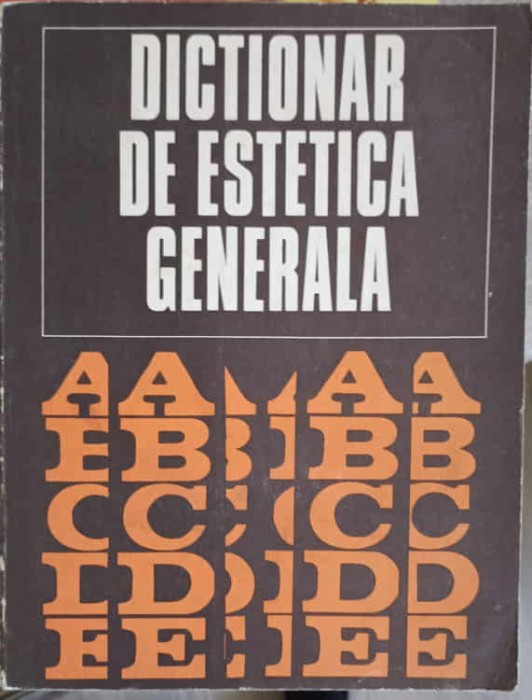 DICTIONAR
DE ESTETICA
GENERALA
A A A A
B B B B B
C C C C
D D D D
E E E E